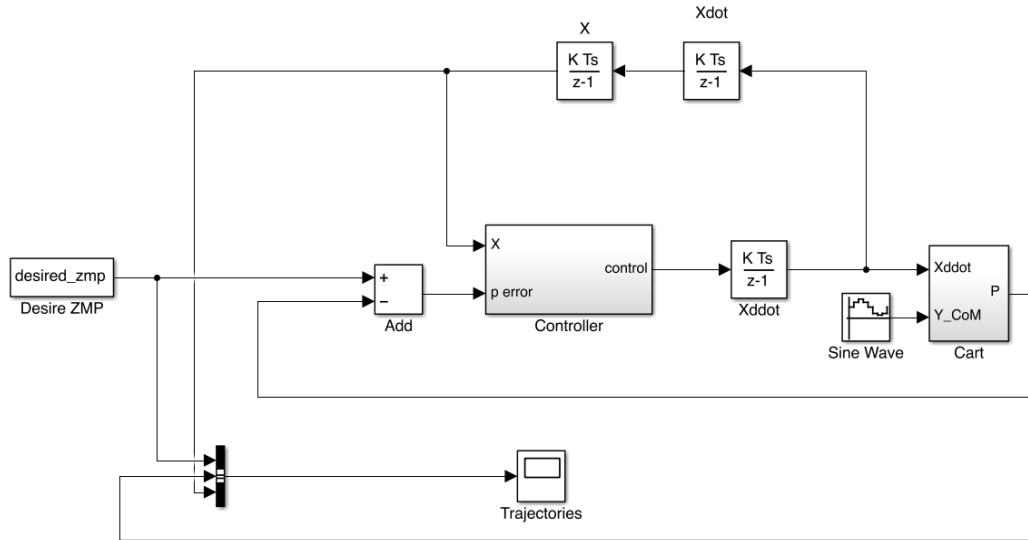 Xdot
X
K Ts
z-1
K Ts
z-1
desired_zmp
Desire ZMP
+
−
Add
X
p error
control
Controller
K Ts
z-1
Xddot
Sine Wave
Xddot
Y_CoM
P
Cart
Trajectories